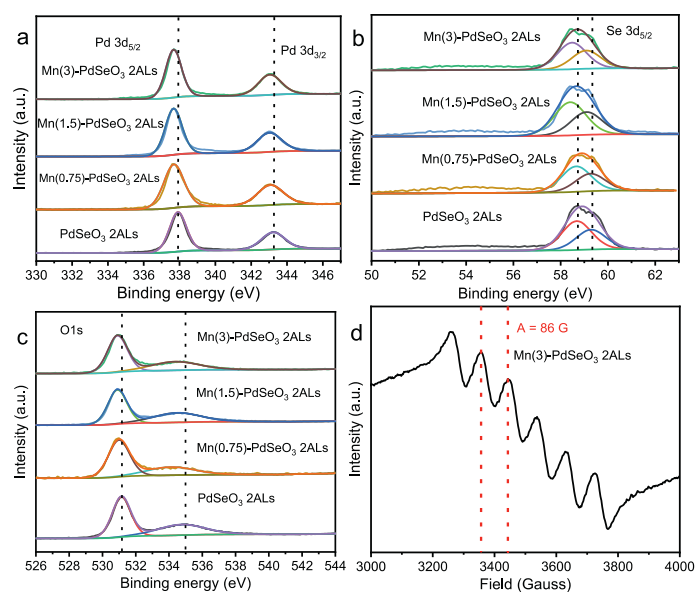 a
Pd 3d5/2
Pd 3d3/2
Mn(3)-PdSeO3 2ALs
Mn(1.5)-PdSeO3 2ALs
Mn(0.75)-PdSeO3 2ALs
PdSeO3 2ALs
Intensity (a.u.)
330 332 334 336 338 340 342 344 346
Binding energy (eV)
b
Se 3d5/2
Mn(3)-PdSeO3 2ALs
Mn(1.5)-PdSeO3 2ALs
Mn(0.75)-PdSeO3 2ALs
PdSeO3 2ALs
Intensity (a.u.)
50 52 54 56 58 60 62
Binding energy (eV)
c
O1s
Mn(3)-PdSeO3 2ALs
Mn(1.5)-PdSeO3 2ALs
Mn(0.75)-PdSeO3 2ALs
PdSeO3 2ALs
Intensity (a.u.)
526 528 530 532 534 536 538 540 542 544
Binding energy (eV)
d
A = 86 G
Mn(3)-PdSeO3 2ALs
Intensity (a.u.)
3000 3200 3400 3600 3800 4000
Field (Gauss)